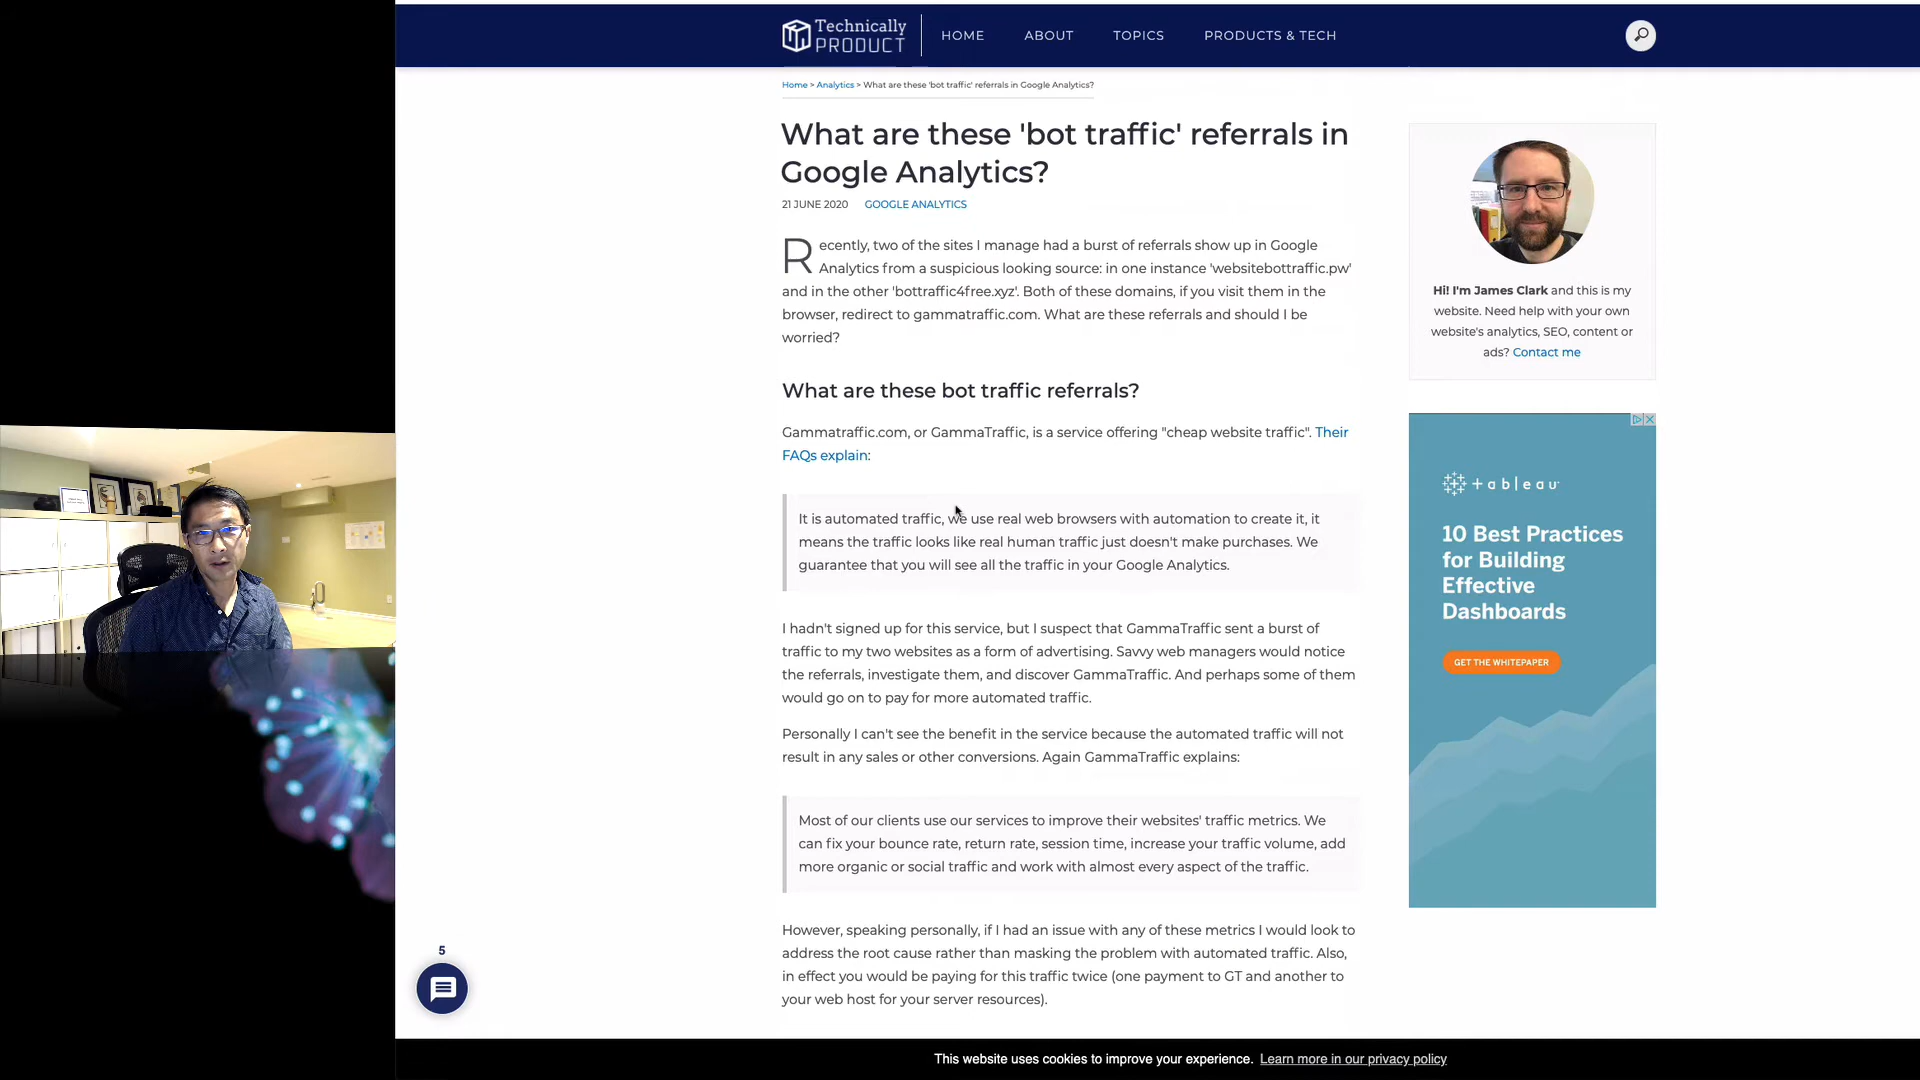 Technically
PRODUCT
HOME
ABOUT
TOPICS
PRODUCTS & TECH
Home > Analytics > What are these 'bot traffic' referrals in Google Analytics?
What are these 'bot traffic' referrals in
Google Analytics?
21 JUNE 2020 GOOGLE ANALYTICS
Recently, two of the sites I manage had a burst of referrals show up in Google
Analytics from a suspicious looking source: in one instance 'websitebottraffic.pw'
and in the other 'bottraffic4free.xyz'. Both of these domains, if you visit them in the
browser, redirect to gammatraffic.com. What are these referrals and should I be
worried?
What are these bot traffic referrals?
Gammatraffic.com, or GammaTraffic, is a service offering "cheap website traffic". Their
FAQs explain:
It is automated traffic, we use real web browsers with automation to create it, it
means the traffic looks like real human traffic just doesn't make purchases. We
guarantee that you will see all the traffic in your Google Analytics.
I hadn't signed up for this service, but I suspect that GammaTraffic sent a burst of
traffic to my two websites as a form of advertising. Savvy web managers would notice
the referrals, investigate them, and discover GammaTraffic. And perhaps some of them
would go on to pay for more automated traffic.
Personally I can't see the benefit in the service because the automated traffic will not
result in any sales or other conversions. Again GammaTraffic explains:
Most of our clients use our services to improve their websites' traffic metrics. We
can fix your bounce rate, return rate, session time, increase your traffic volume, add
more organic or social traffic and work with almost every aspect of the traffic.
However, speaking personally, if I had an issue with any of these metrics I would look to
address the root cause rather than masking the problem with automated traffic. Also,
in effect you would be paying for this traffic twice (one payment to GT and another to
your web host for your server resources).
Hi! I'm James Clark and this is my
website. Need help with your own
website's analytics, SEO, content or
ads? Contact me
+ a b | e a u
10 Best Practices
for Building
Effective
Dashboards
GET THE WHITEPAPER
5
This website uses cookies to improve your experience. Learn more in our privacy policy